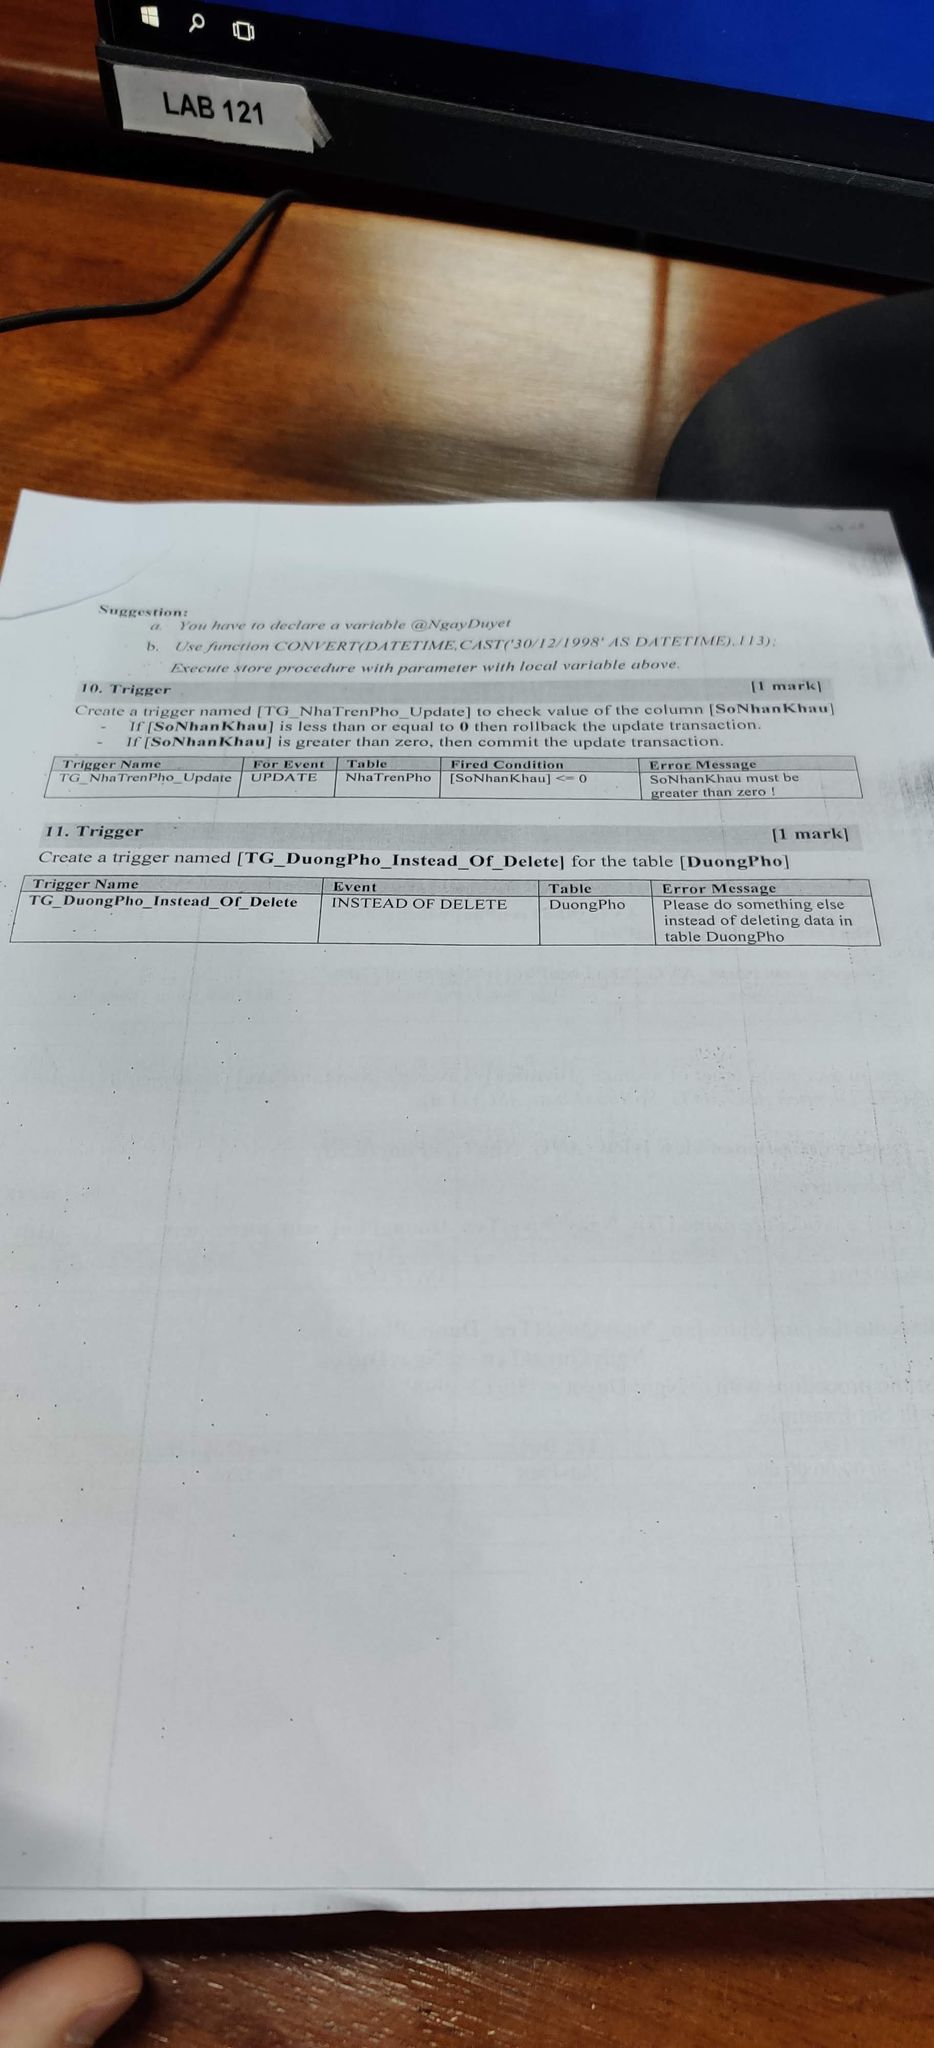 LAB 121
Suggestion:
a. You have to declare a variable @NgayDuyet
b. Use function CONVERT(DATETIME,CAST('30/12/1998' AS DATETIME),113);
Execute store procedure with parameter with local variable above.
10. Trigger [1 mark]
Create a trigger named [TG_NhaTrenPho_Update] to check value of the column [SoNhanKhau]
- If [SoNhanKhau] is less than or equal to 0 then rollback the update transaction.
- If [SoNhanKhau] is greater than zero, then commit the update transaction.
Trigger Name For Event Table Fired Condition Error Message
TG_NhaTrenPho_Update UPDATE NhaTrenPho [SoNhanKhau] <= 0 SoNhanKhau must be
greater than zero !
11. Trigger [1 mark]
Create a trigger named [TG_DuongPho_Instead_Of_Delete] for the table [DuongPho]
Trigger Name Event Table Error Message
TG_DuongPho_Instead_Of_Delete INSTEAD OF DELETE DuongPho Please do something else
instead of deleting data in
table DuongPho